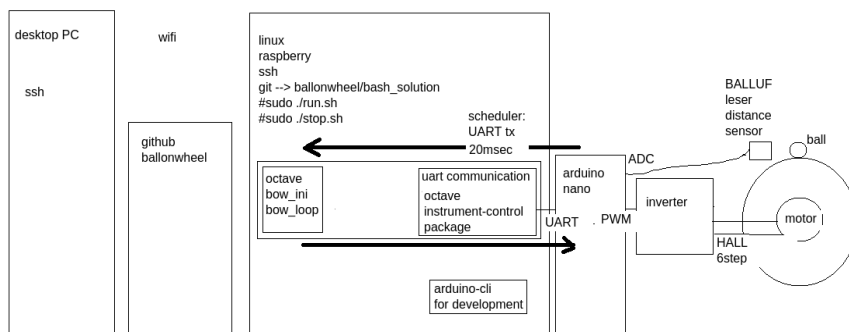 desktop PC
ssh
wifi
github
ballonwheel
linux
raspberry
ssh
git --> ballonwheel/bash_solution
#sudo ./run.sh
#sudo ./stop.sh
scheduler:
UART tx
20msec
octave
bow_ini
bow_loop
uart communication
octave
instrument-control
package
arduino-cli
for development
UART
arduino
nano
ADC
PWM
inverter
HALL
6step
BALLUF
leser
distance
sensor
ball
motor